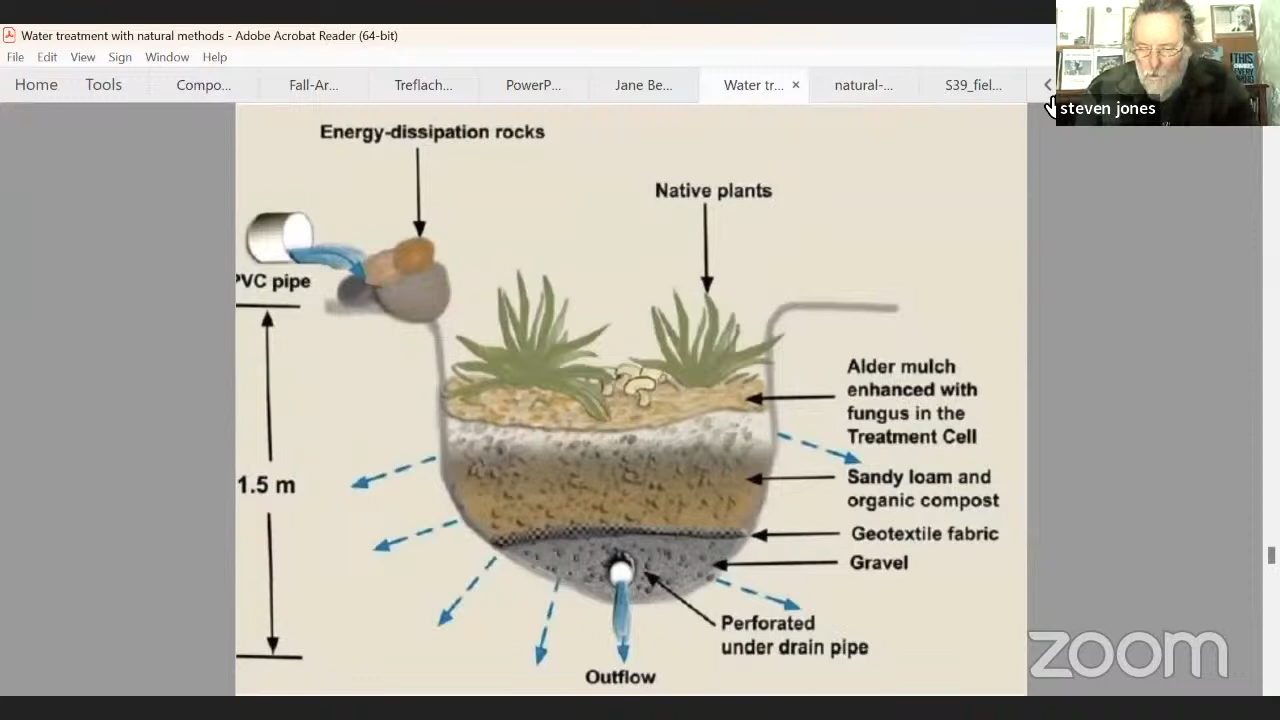 Water treatment with natural methods - Adobe Acrobat Reader (64-bit)
File Edit View Sign Window Help
Home Tools Compo... Fall-Ar... Treflach... PowerP... Jane Be... Water tr... × natural-... S39_fiel...
steven jones
Energy-dissipation rocks
Native plants
PVC pipe
Alder mulch
enhanced with
fungus in the
Treatment Cell
1.5 m
Sandy loam and
organic compost
Geotextile fabric
Gravel
Perforated
under drain pipe
Outflow
zoom